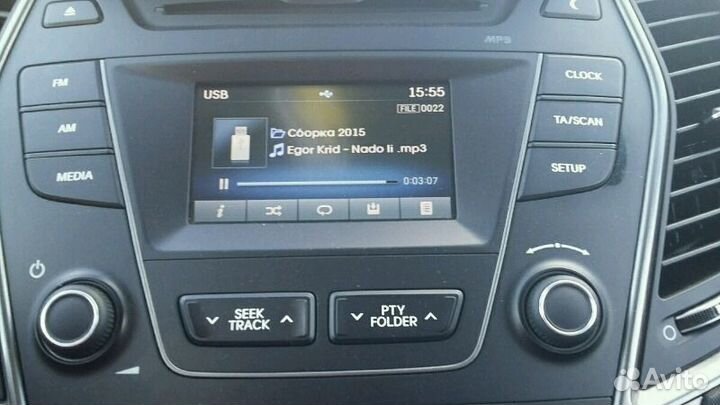 MP3
FM
AM
MEDIA
USB
15:55
FILE 0022
Сборка 2015
Egor Krid - Nado li .mp3
0:03:07
CLOCK
TA/SCAN
SETUP
SEEK
TRACK
PTY
FOLDER
Avito